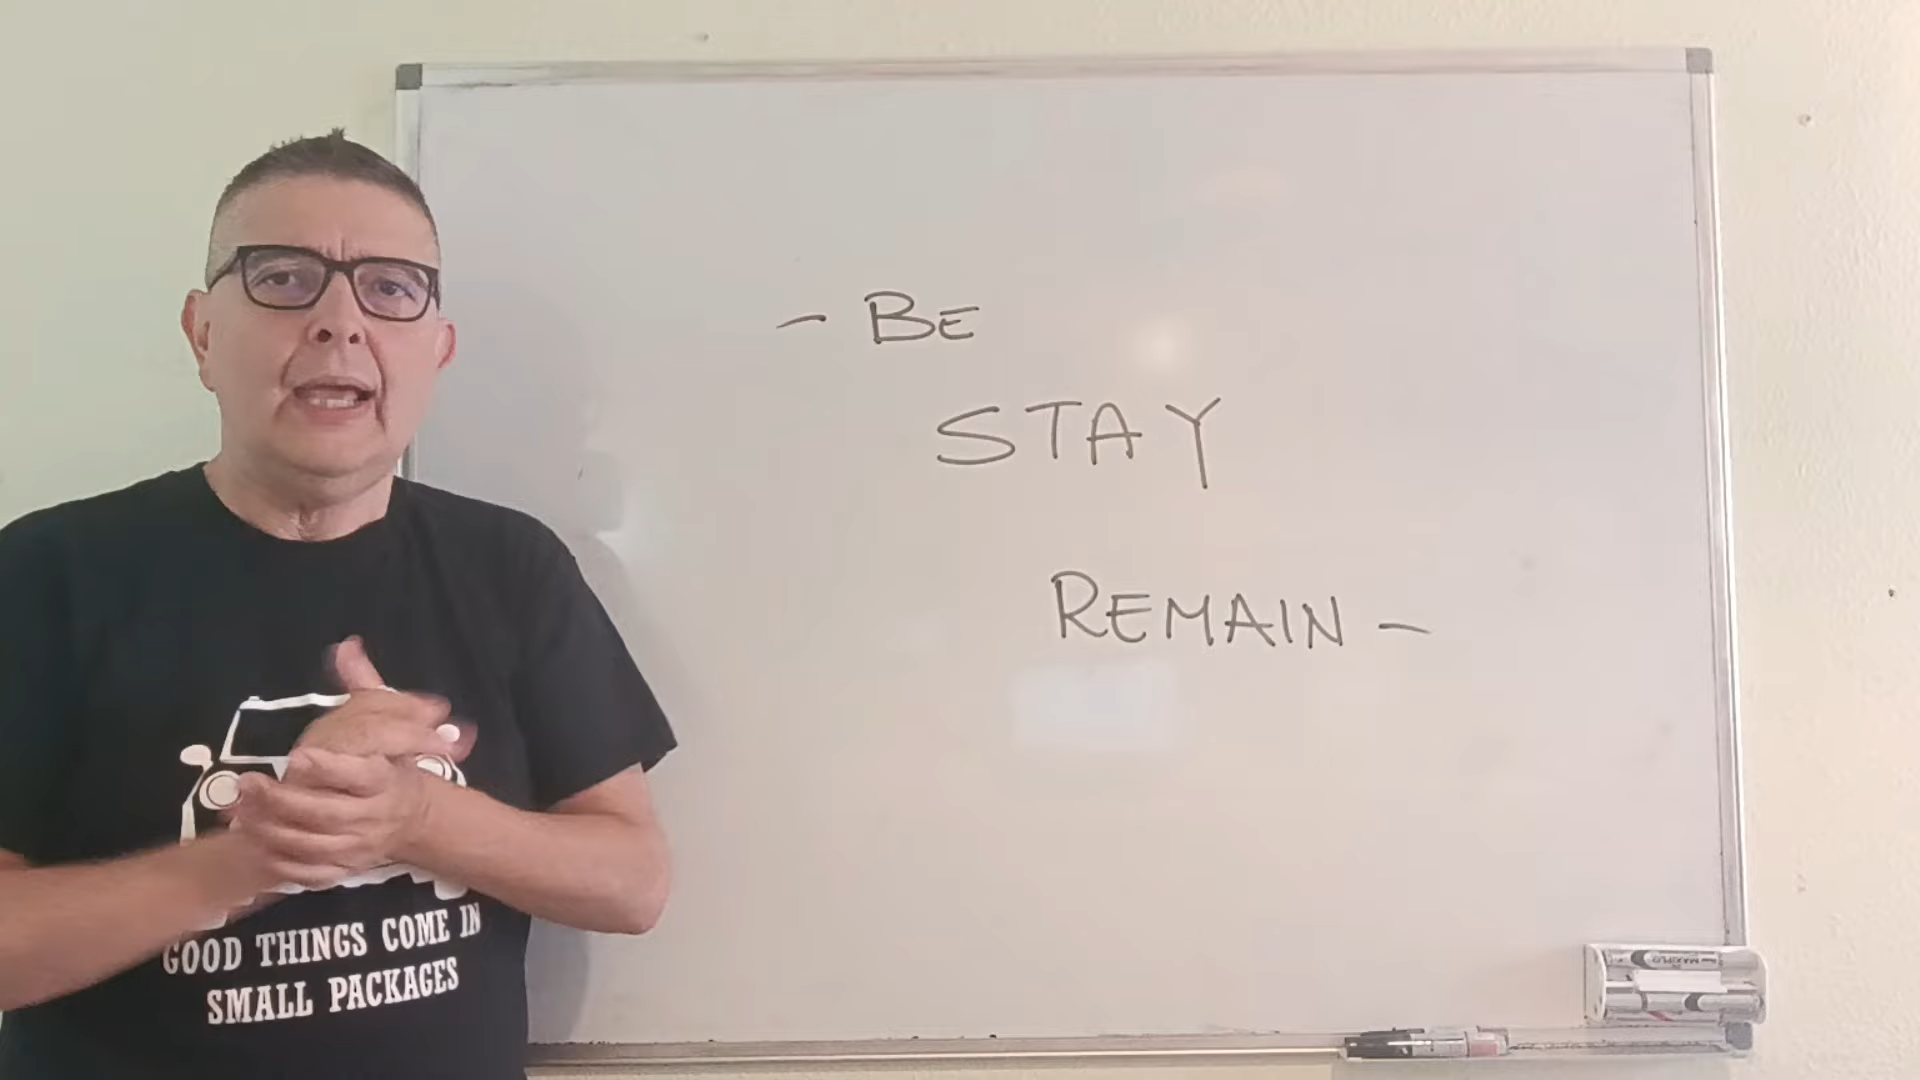 - BE
STAY
REMAIN -
GOOD THINGS COME IN
SMALL PACKAGES